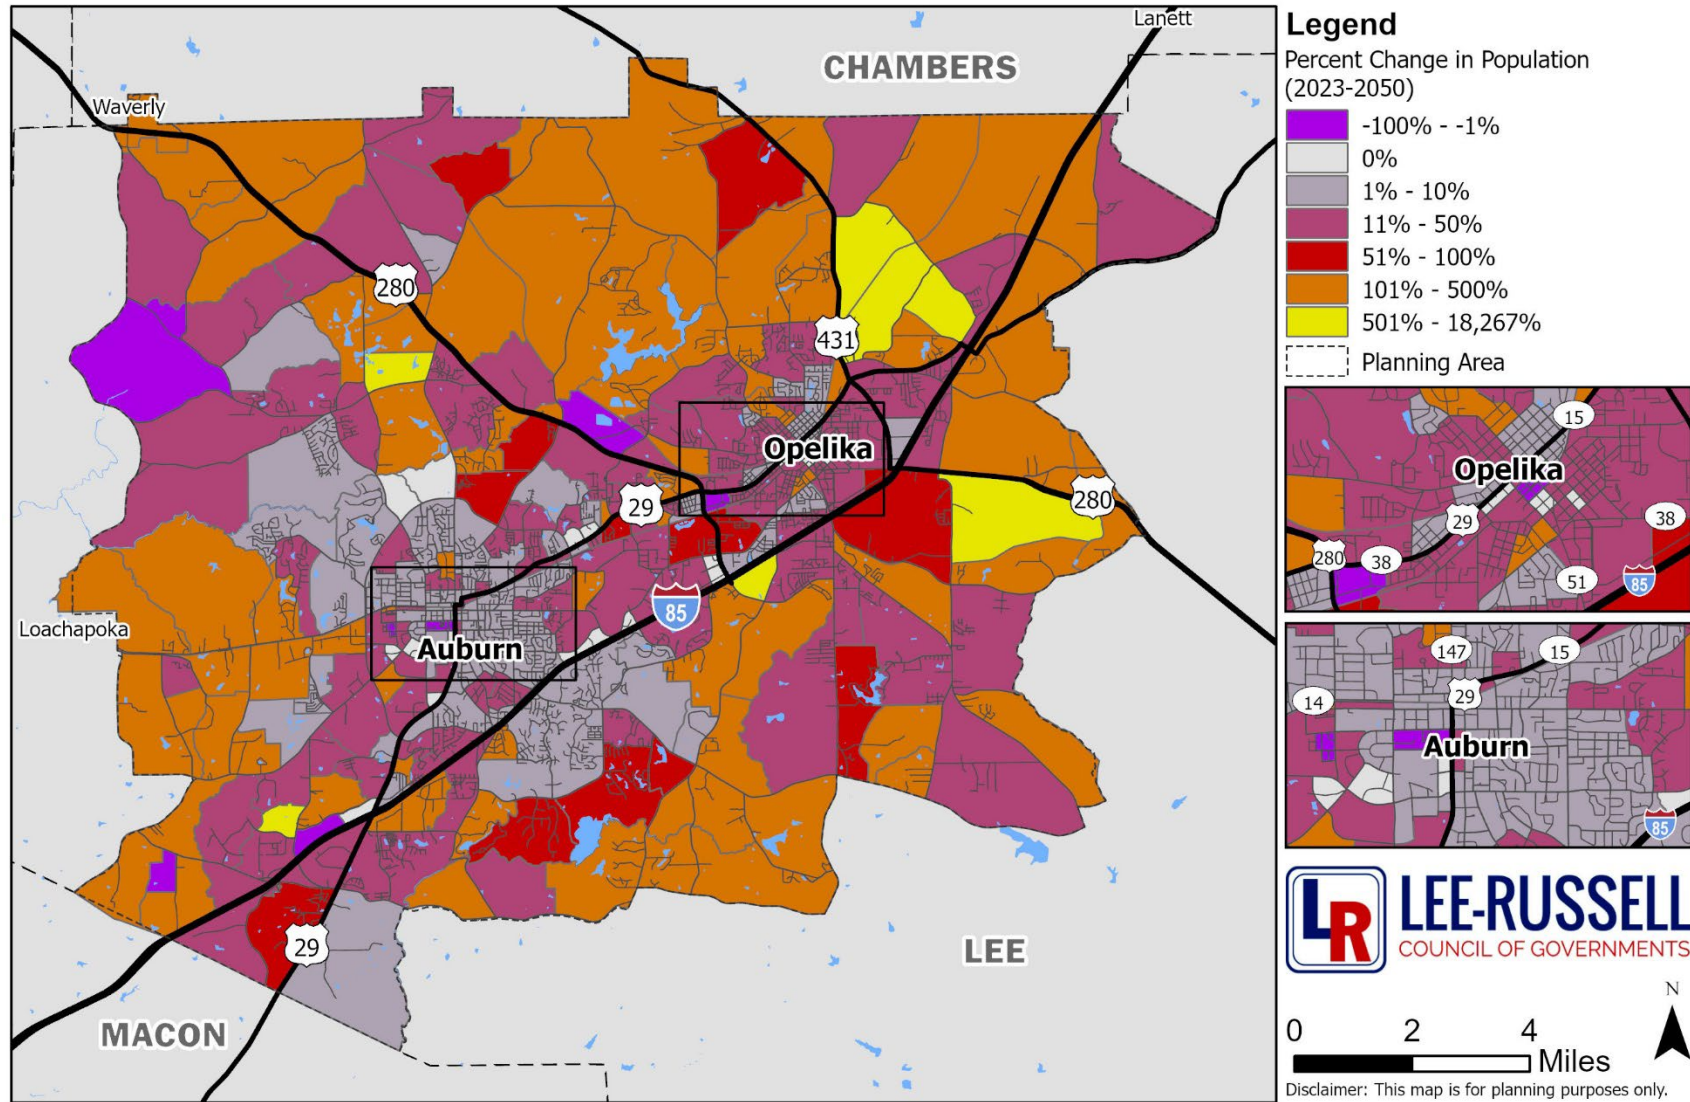 Lanett
CHAMBERS
Waverly
280
431
Opelika
29
280
85
Loachapoka
Auburn
29
LEE
MACON
Legend
Percent Change in Population
(2023-2050)
-100% - -1%
0%
1% - 10%
11% - 50%
51% - 100%
101% - 500%
501% - 18,267%
Planning Area
15
Opelika
29
38
280
38
51
85
147
15
14
29
Auburn
85
LR
LEE-RUSSELL
COUNCIL OF GOVERNMENTS
N
0 2 4
Miles
Disclaimer: This map is for planning purposes only.